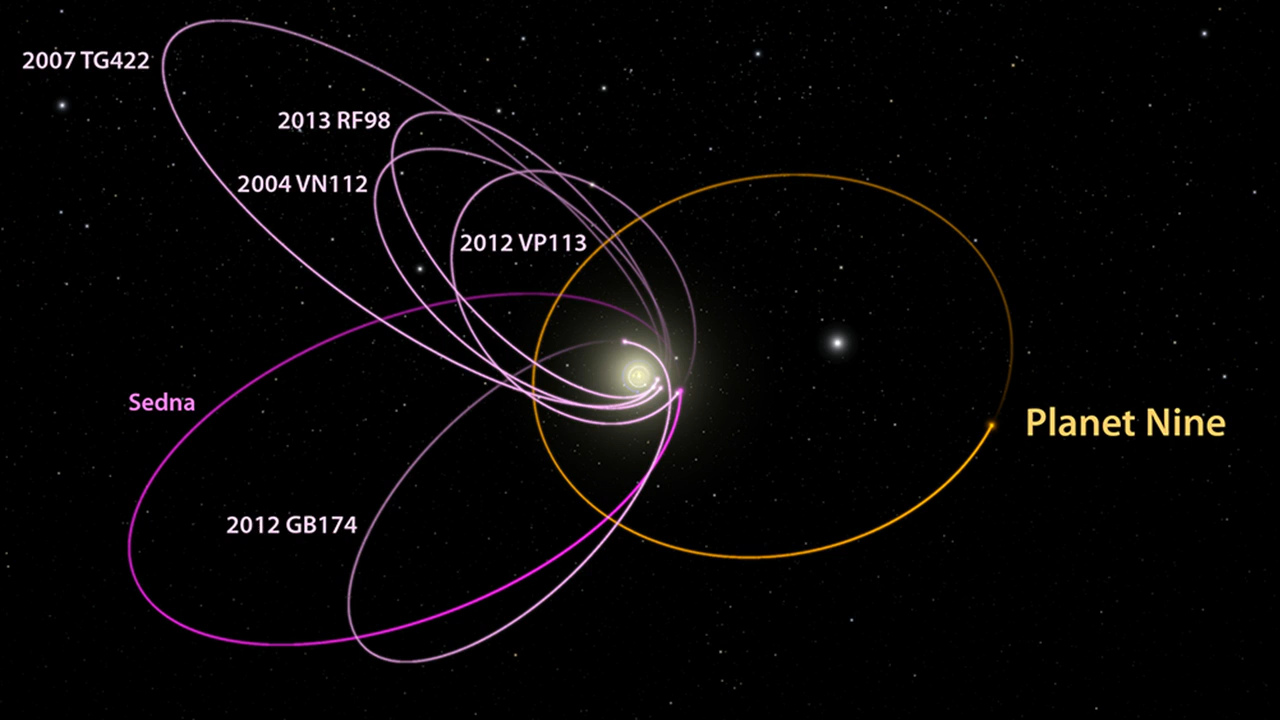 2007 TG422
2013 RF98
2004 VN112
2012 VP113
Sedna
Planet Nine
2012 GB174